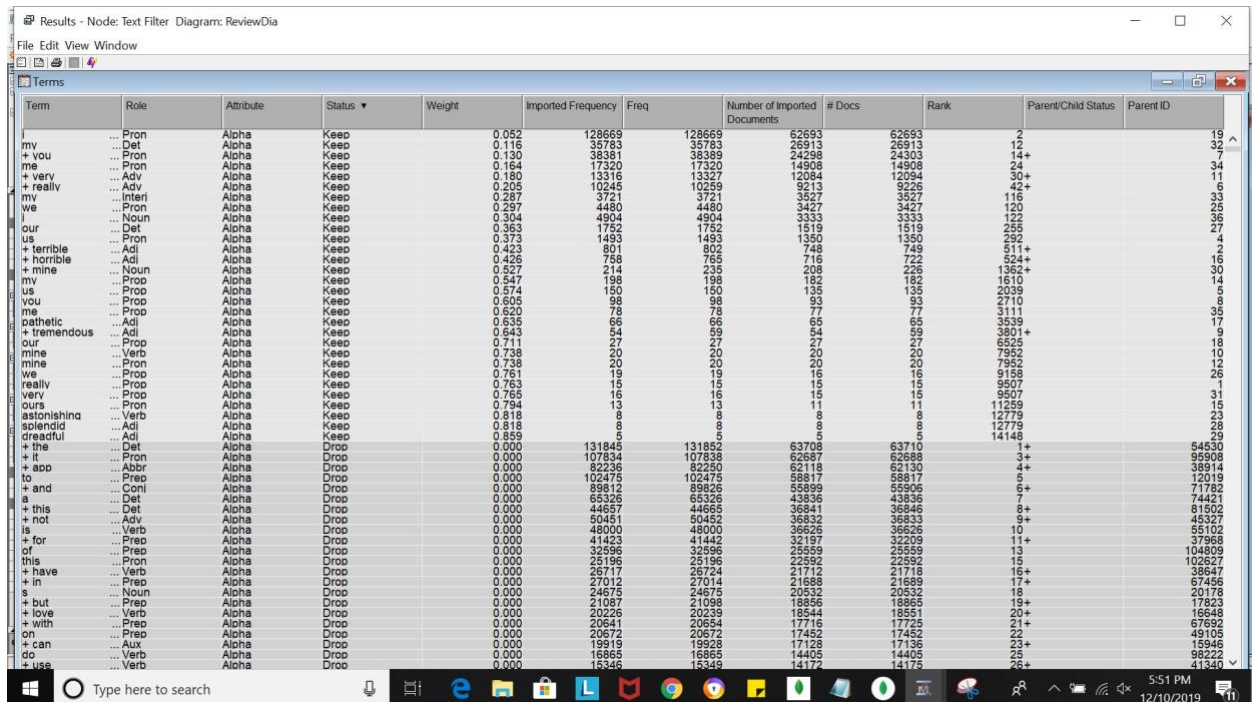 Results - Node: Text Filter Diagram: ReviewDia
File Edit View Window
Terms
Term Role Attribute Status ▼ Weight Imported Frequency Freq Number of Imported Documents # Docs Rank Parent/Child Status Parent ID
i ... Pron Alpha Keep 0.052 128669 128669 62693 62693 2 19
my ... Det Alpha Keep 0.116 35783 35783 26913 26913 12 32
+ you ... Pron Alpha Keep 0.130 38381 38389 24298 24303 14+ 7
me ... Pron Alpha Keep 0.164 17320 17320 14908 14908 24 34
+ very ... Adv Alpha Keep 0.180 13316 13327 12084 12094 30+ 11
+ really ... Adv Alpha Keep 0.205 10245 10259 9213 9226 42+ 6
my ... Interj Alpha Keep 0.287 3721 3721 3527 3527 116 33
we ... Pron Alpha Keep 0.297 4480 4480 3427 3427 120 25
i ... Noun Alpha Keep 0.304 4904 4904 3333 3333 122 36
our ... Det Alpha Keep 0.363 1752 1752 1519 1519 255 27
us ... Pron Alpha Keep 0.373 1493 1493 1350 1350 292 4
+ terrible ... Adj Alpha Keep 0.423 801 802 748 749 511+ 2
+ horrible ... Adj Alpha Keep 0.426 758 765 716 722 524+ 16
+ mine ... Noun Alpha Keep 0.527 214 235 208 226 1362+ 30
my ... Prop Alpha Keep 0.547 198 198 182 182 1610 14
us ... Prop Alpha Keep 0.574 150 150 135 135 2039 5
you ... Prop Alpha Keep 0.605 98 98 93 93 2710 8
me ... Prop Alpha Keep 0.620 78 78 77 77 3111 35
pathetic ... Adj Alpha Keep 0.635 66 66 65 65 3539 17
+ tremendous ... Adj Alpha Keep 0.643 54 59 54 59 3801+ 9
our ... Prop Alpha Keep 0.711 27 27 27 27 6525 18
mine ... Verb Alpha Keep 0.738 20 20 20 20 7952 10
mine ... Pron Alpha Keep 0.738 20 20 20 20 7952 12
we ... Prop Alpha Keep 0.761 19 19 16 16 9158 26
really ... Prop Alpha Keep 0.763 15 15 15 15 9507 1
very ... Prop Alpha Keep 0.765 16 16 15 15 9507 31
ours ... Pron Alpha Keep 0.794 13 13 11 11 11259 15
astonishing ... Verb Alpha Keep 0.818 8 8 8 8 12779 23
splendid ... Adj Alpha Keep 0.818 8 8 8 8 12779 28
dreadful ... Adj Alpha Keep 0.859 5 5 5 5 14148 29
+ the ... Det Alpha Drop 0.000 131845 131852 63708 63710 1+ 54530
+ it ... Pron Alpha Drop 0.000 107834 107838 62687 62688 3+ 95908
+ app ... Abbr Alpha Drop 0.000 82236 82250 62118 62130 4+ 38914
to ... Prep Alpha Drop 0.000 102475 102475 58817 58817 5 12019
+ and ... Conj Alpha Drop 0.000 89812 89826 55899 55906 6+ 71782
a ... Det Alpha Drop 0.000 65326 65326 43836 43836 7 74421
+ this ... Det Alpha Drop 0.000 44657 44665 36841 36846 8+ 81502
+ not ... Adv Alpha Drop 0.000 50451 50452 36832 36833 9+ 45327
is ... Verb Alpha Drop 0.000 48000 48000 36626 36626 10 55102
+ for ... Prep Alpha Drop 0.000 41423 41442 32197 32209 11+ 37968
of ... Prep Alpha Drop 0.000 32596 32596 25559 25559 13 104809
this ... Pron Alpha Drop 0.000 25196 25196 22592 22592 15 102627
+ have ... Verb Alpha Drop 0.000 26717 26724 21712 21718 16+ 38647
+ in ... Prep Alpha Drop 0.000 27012 27014 21688 21689 17+ 67456
s ... Noun Alpha Drop 0.000 24675 24675 20532 20532 18 20178
+ but ... Prep Alpha Drop 0.000 21087 21098 18856 18865 19+ 17823
+ love ... Verb Alpha Drop 0.000 20226 20239 18544 18551 20+ 16648
+ with ... Prep Alpha Drop 0.000 20641 20654 17716 17725 21+ 67692
on ... Prep Alpha Drop 0.000 20672 20672 17452 17452 22 49105
+ can ... Aux Alpha Drop 0.000 19919 19928 17128 17136 23+ 15946
do ... Verb Alpha Drop 0.000 16865 16865 14405 14405 25 98222
+ use ... Verb Alpha Drop 0.000 15346 15349 14172 14175 26+ 41340
Type here to search
5:51 PM
12/10/2019